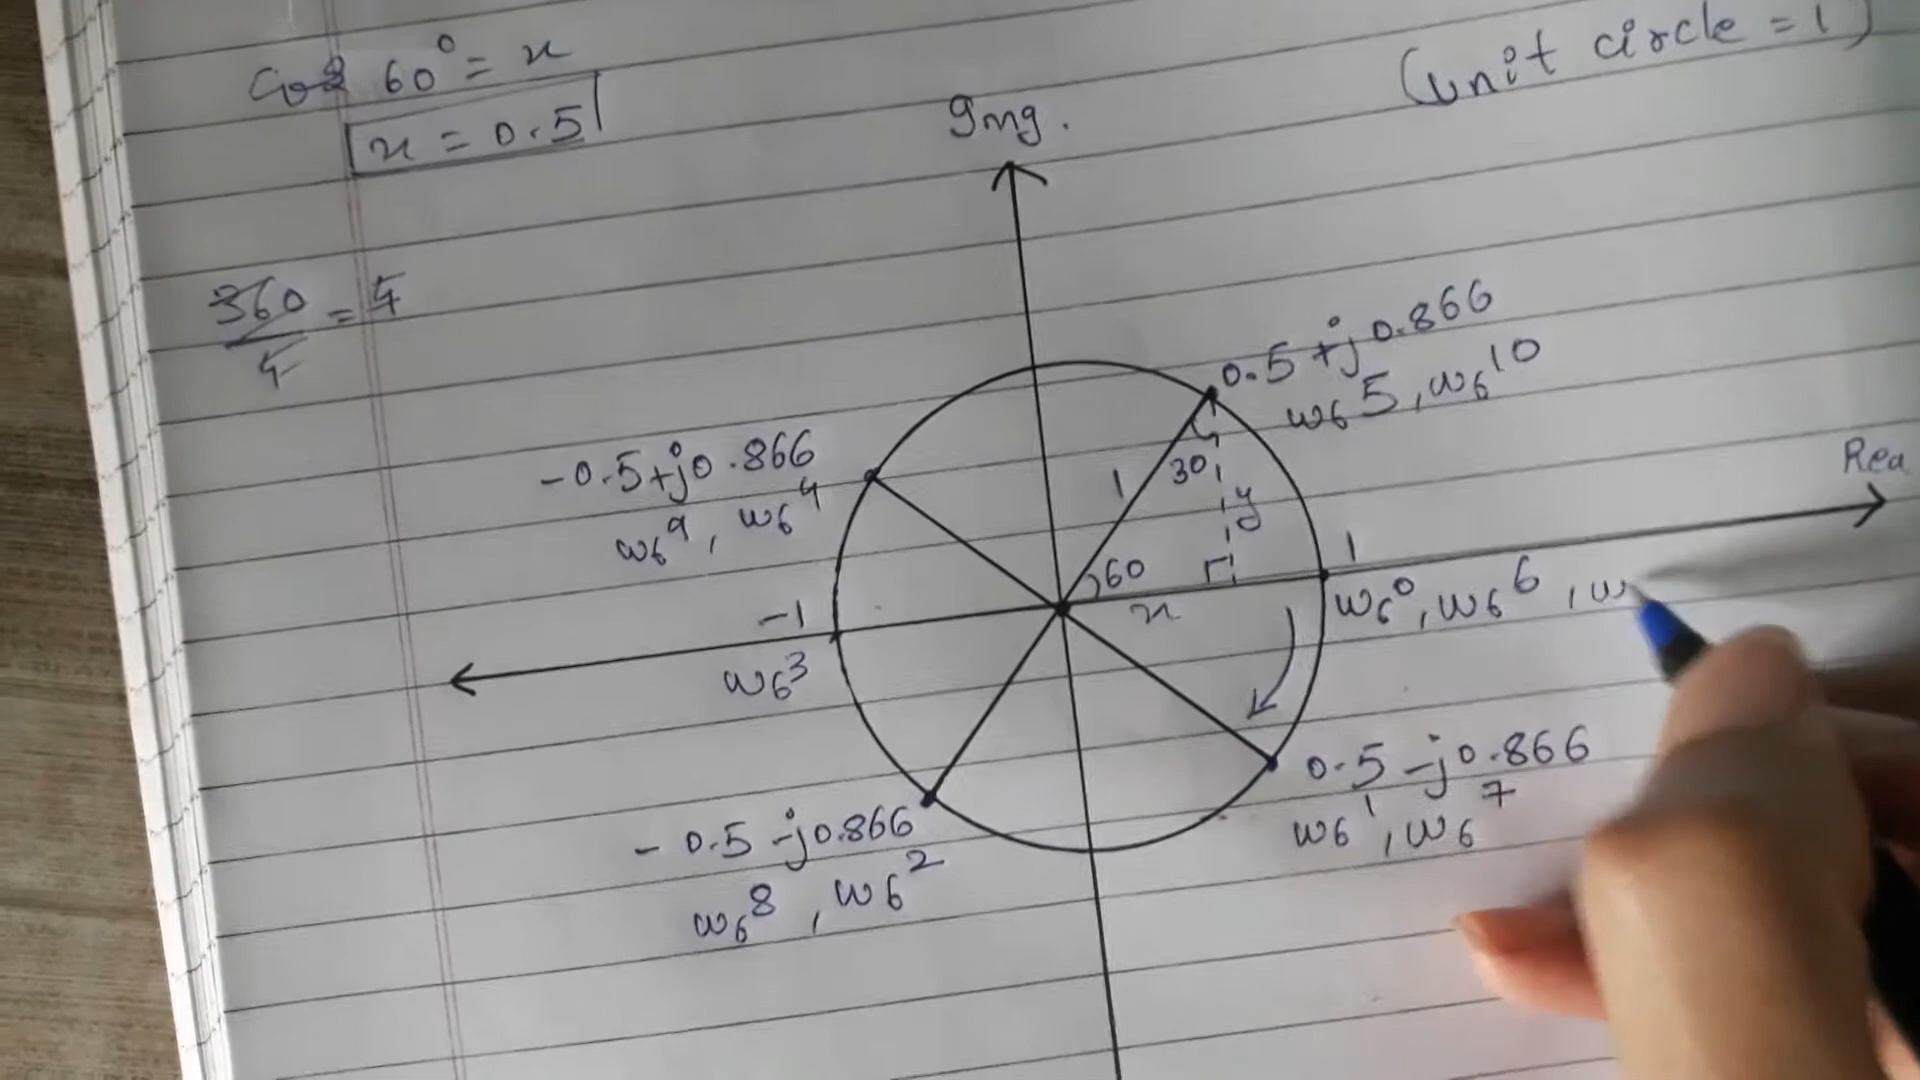 Cos 60° = x
x = 0.5
(unit circle = 1)
Img.
360/5 = 5
0.5 + j0.866
w6 5, w6^10
-0.5+j0.866
w6^9, w6^4
1
30
y
60
x
1
w6^0, w6^6, w
Rea
-1
w6^3
0.5 -j0.866
w6^1, w6^7
- 0.5 -j0.866
w6^8, w6^2